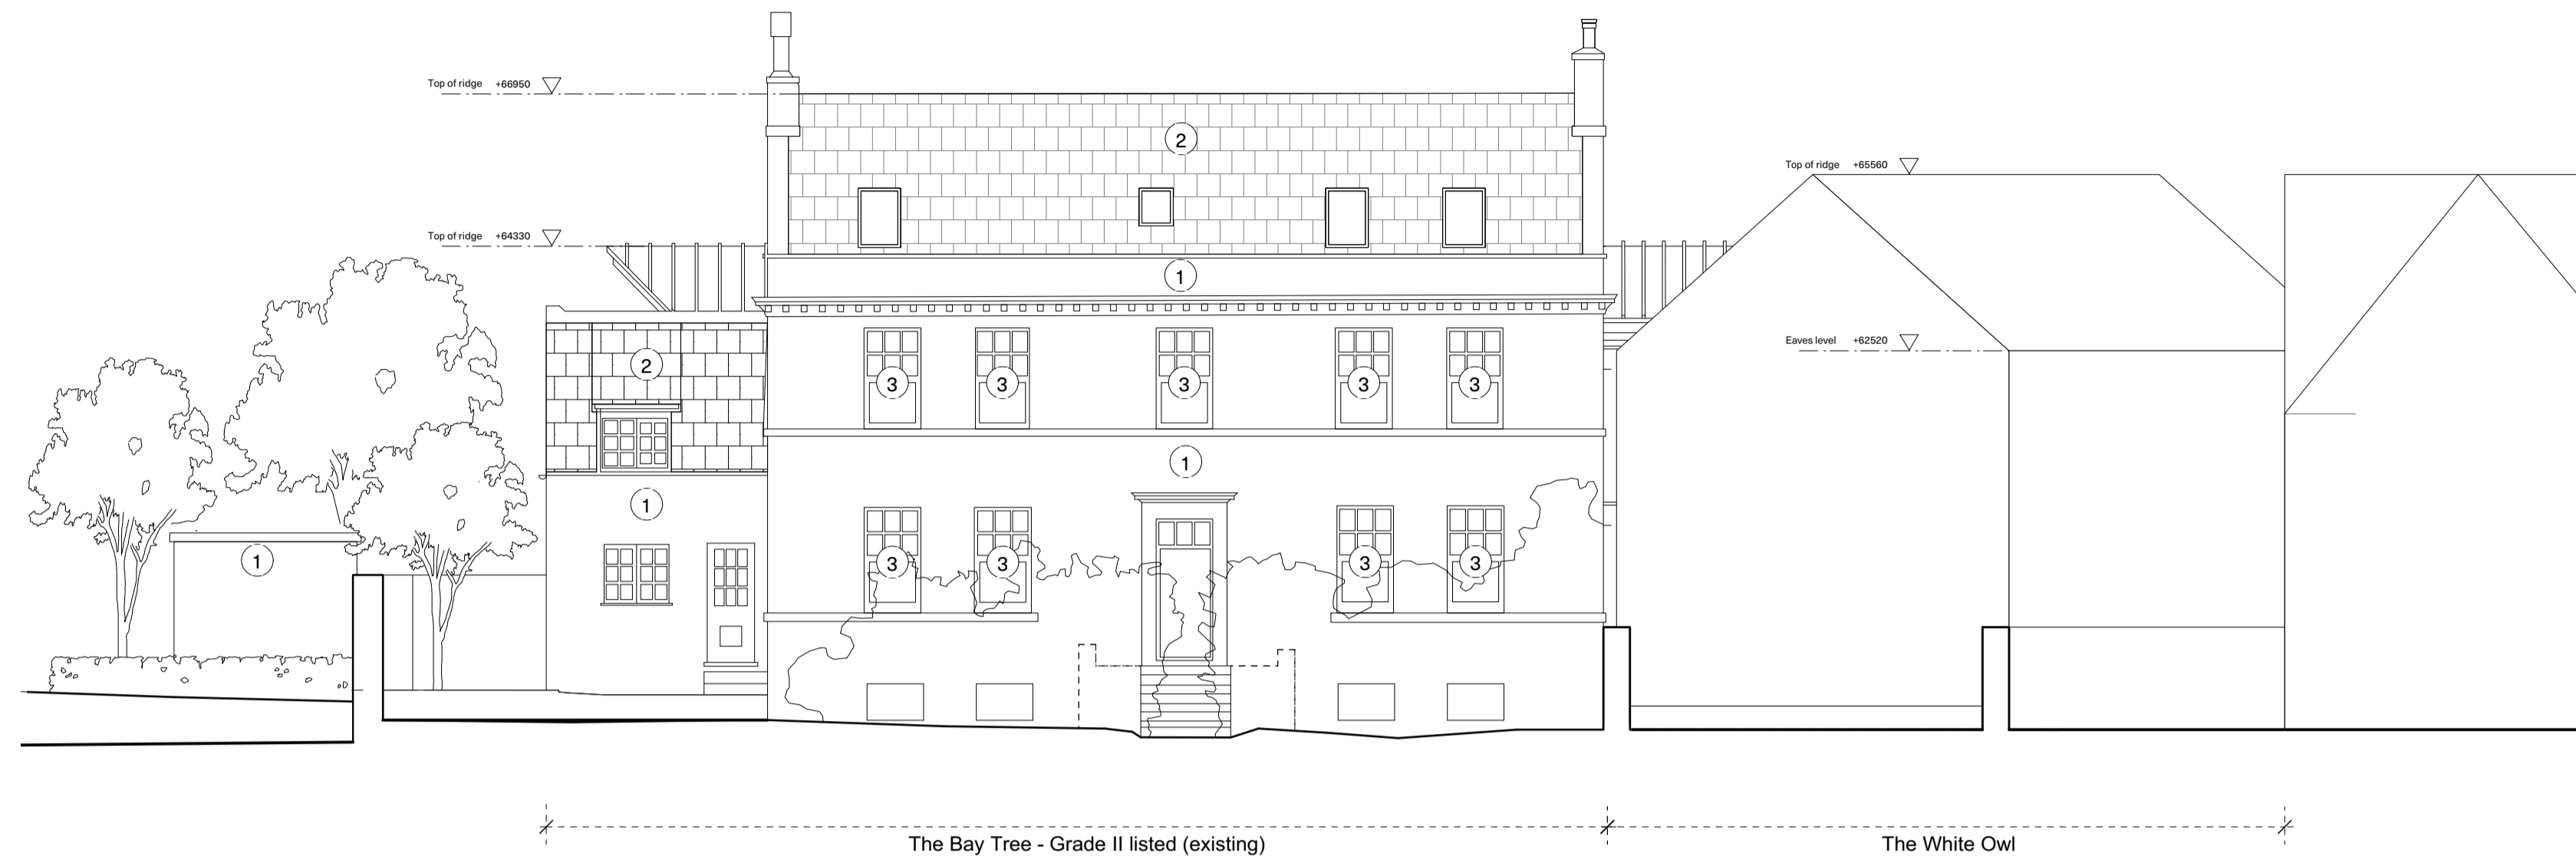 Top of ridge +66950
2
Top of ridge +65560
Top of ridge +64330
1
Eaves level +62520
2
3 3 3 3 3
1
1
1
3 3 3 3
The Bay Tree - Grade II listed (existing)
The White Owl